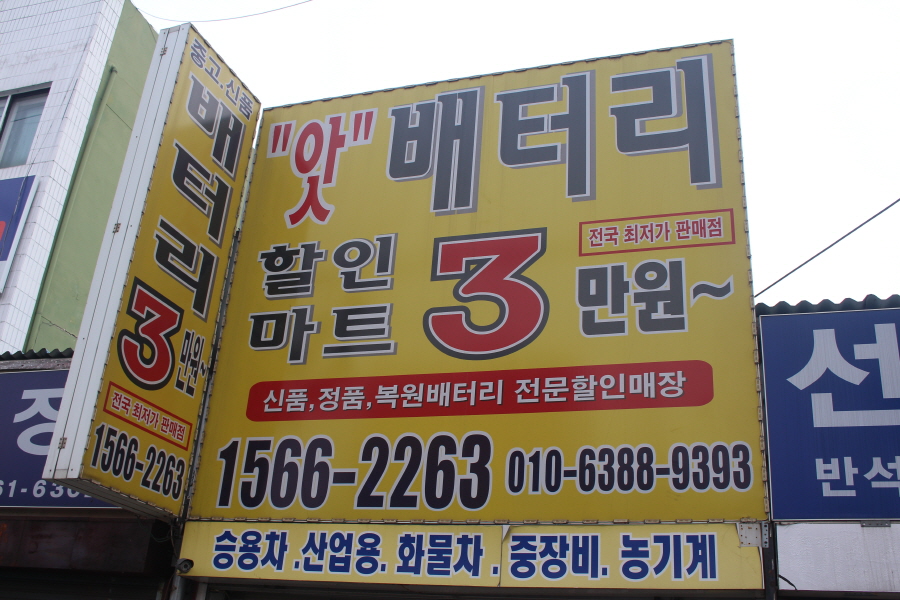 중고.신품
배터리
3만원~
전국 최저가 판매점
1566-2263
"앗" 배터리
할인
마트
3만원~
전국 최저가 판매점
신품,정품,복원배터리 전문할인매장
1566-2263 010-6388-9393
승용차.산업용.화물차.중장비.농기계
선
반석